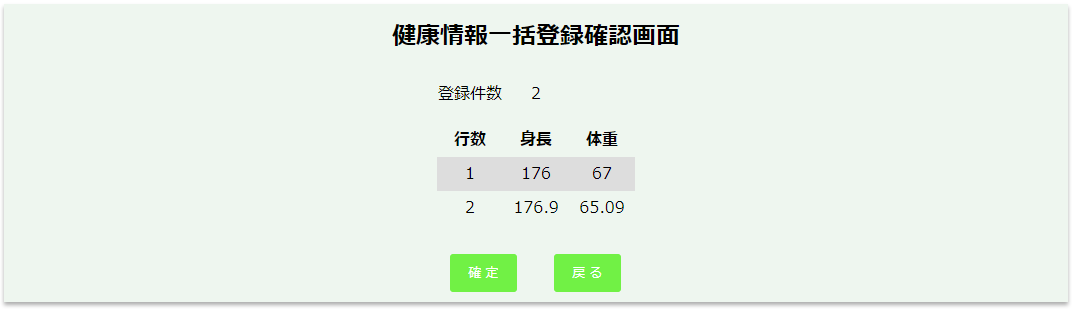 健康情報一括登録確認画面
登録件数 2
行数 身長 体重
1 176 67
2 176.9 65.09
確定 戻る